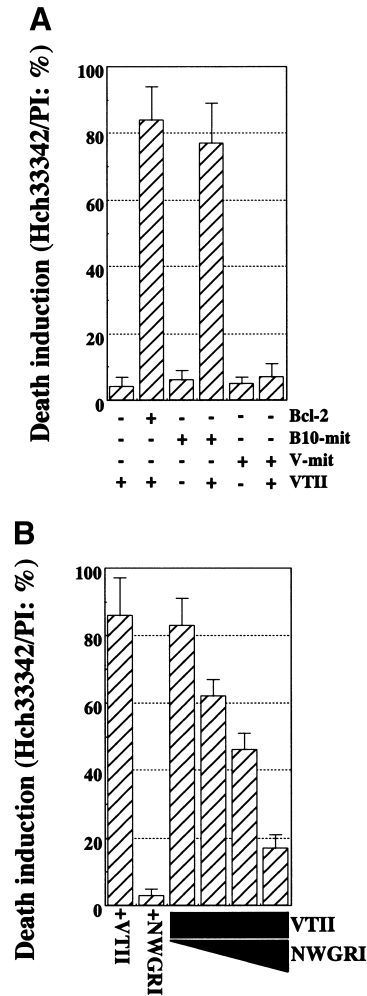 A
Death induction (Hch33342/PI: %)
100
80
60
40
20
0
- + - - - - Bcl-2
- - + + - - B10-mit
- - - - + + V-mit
+ + - + - + VTII
B
Death induction (Hch33342/PI: %)
100
80
60
40
20
0
+VTII
+NWGRI
VTII
NWGRI